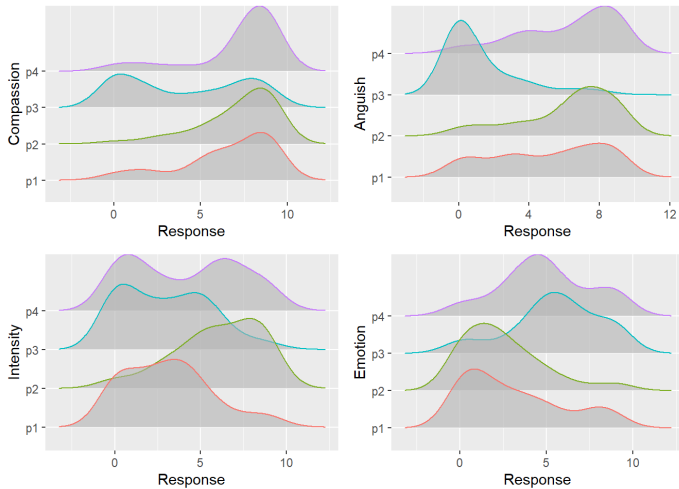 Compassion
p4
p3
p2
p1
0 5 10
Response
Anguish
p4
p3
p2
p1
0 4 8 12
Response
Intensity
p4
p3
p2
p1
0 5 10
Response
Emotion
p4
p3
p2
p1
0 5 10
Response